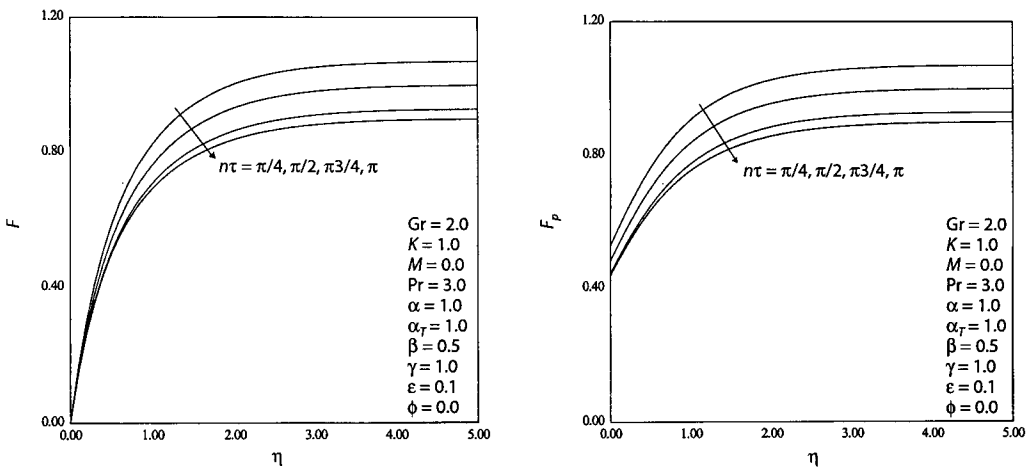 1.20
0.80
0.40
0.00
F
nτ = π/4, π/2, π3/4, π
Gr = 2.0
K = 1.0
M = 0.0
Pr = 3.0
α = 1.0
α_T = 1.0
β = 0.5
γ = 1.0
ε = 0.1
ϕ = 0.0
0.00 1.00 2.00 3.00 4.00 5.00
η
1.20
0.80
0.40
0.00
F_p
nτ = π/4, π/2, π3/4, π
Gr = 2.0
K = 1.0
M = 0.0
Pr = 3.0
α = 1.0
α_T = 1.0
β = 0.5
γ = 1.0
ε = 0.1
ϕ = 0.0
0.00 1.00 2.00 3.00 4.00 5.00
η